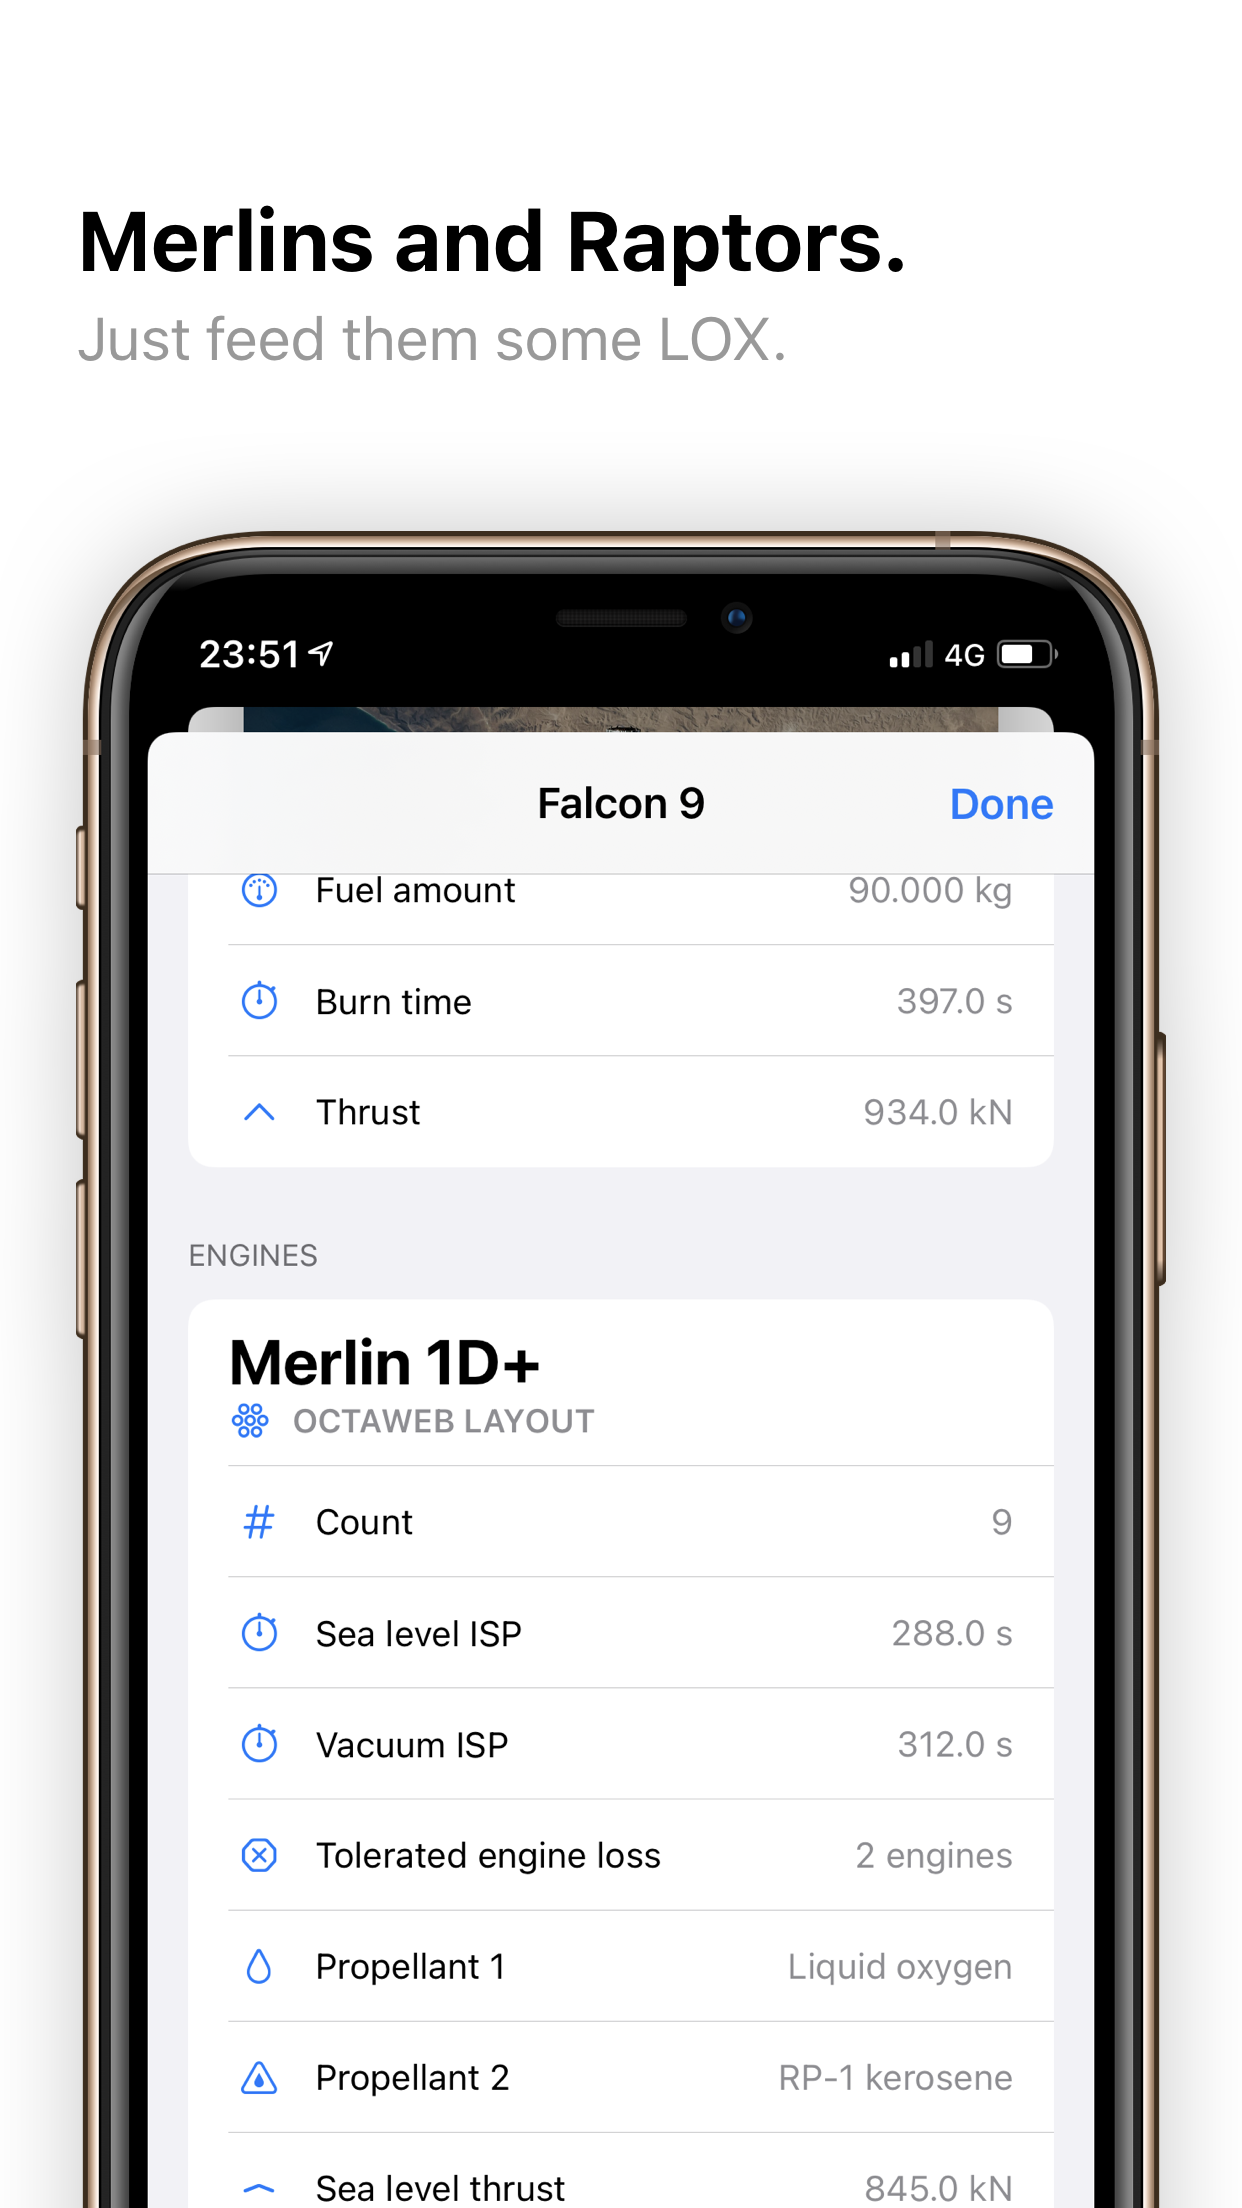 Merlins and Raptors.
Just feed them some LOX.
23:51
4G
Falcon 9
Done
Fuel amount 90.000 kg
Burn time 397.0 s
Thrust 934.0 kN
ENGINES
Merlin 1D+
OCTAWEB LAYOUT
Count 9
Sea level ISP 288.0 s
Vacuum ISP 312.0 s
Tolerated engine loss 2 engines
Propellant 1 Liquid oxygen
Propellant 2 RP-1 kerosene
Sea level thrust 845.0 kN